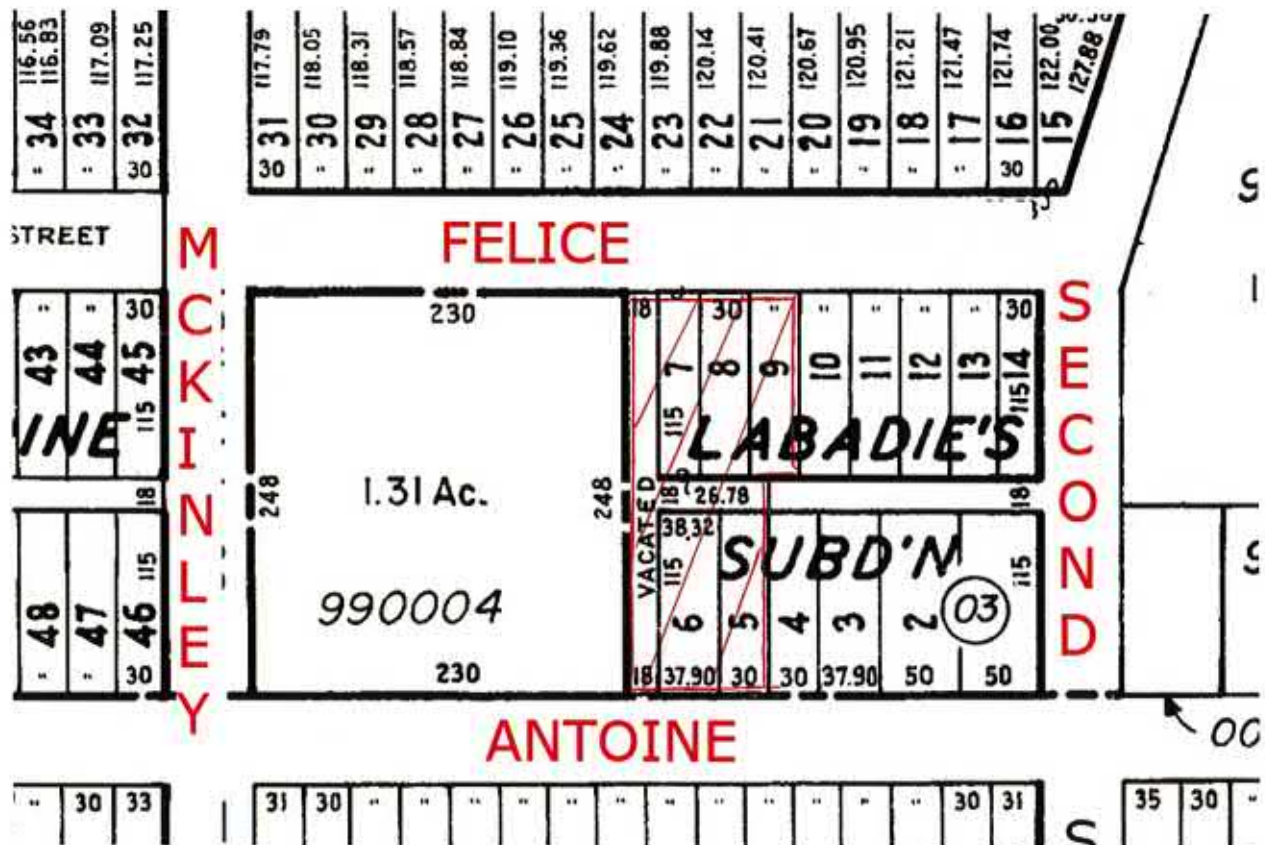 116.56
116.83 117.09 117.25 117.79 118.05 118.31 118.57 118.84 119.10 119.36 119.62 119.88 120.14 120.41 120.67 120.95 121.21 121.47 121.74 122.00 127.88
34 33 32 31 30 29 28 27 26 25 24 23 22 21 20 19 18 17 16 15
" " 30 30 " " " " " " " " " " " " " " 30
STREET
MCKINLEY
FELICE
SECOND
" " 30 230 18 30 " " " " " 30
43 44 45 7 8 9 10 11 12 13 14
115 115 115
INE LABADIE'S
18 248 1.31 Ac. 248 VACATED 18 26.78 18
38.32
115 115 SUBD'N 115
990004 03
48 47 46 6 5 4 3 2
" " 30 230 18 37.90 30 30 37.90 50 50
ANTOINE
" 30 33 31 30 " " " " " " " " " " " " 30 31 35 30 "